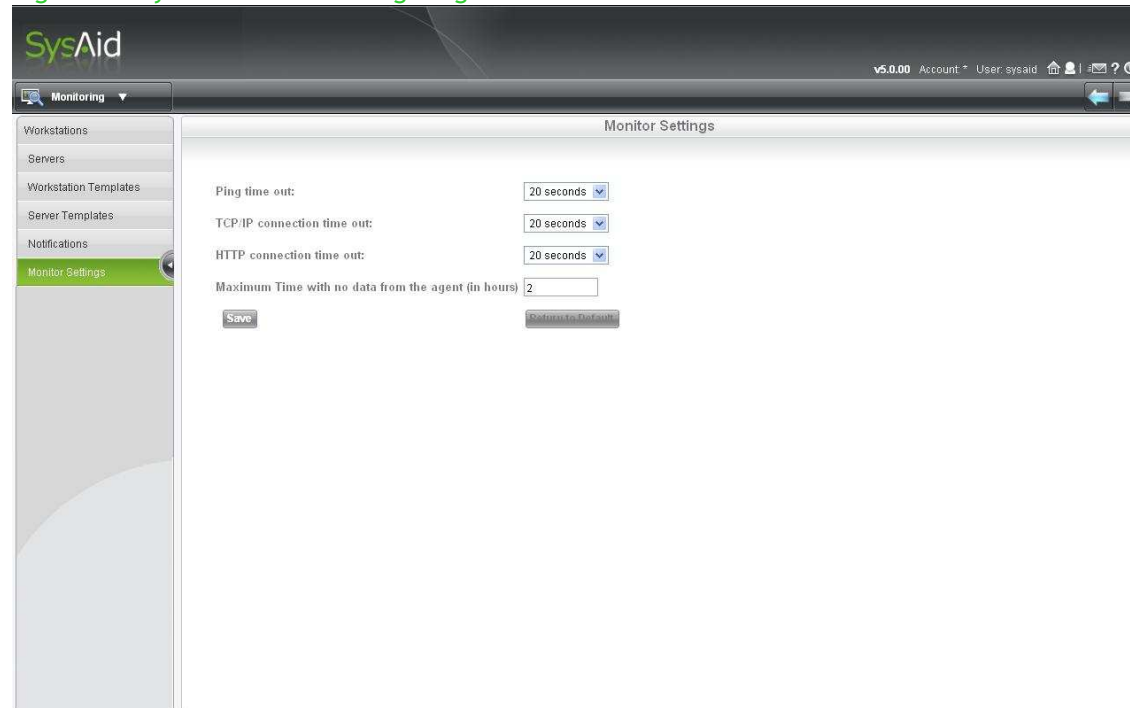 SysAid
v5.0.00 Account: * User: sysaid
Monitoring
Workstations
Servers
Workstation Templates
Server Templates
Notifications
Monitor Settings
Monitor Settings
Ping time out: 20 seconds
TCP/IP connection time out: 20 seconds
HTTP connection time out: 20 seconds
Maximum Time with no data from the agent (in hours) 2
Save Return to Default